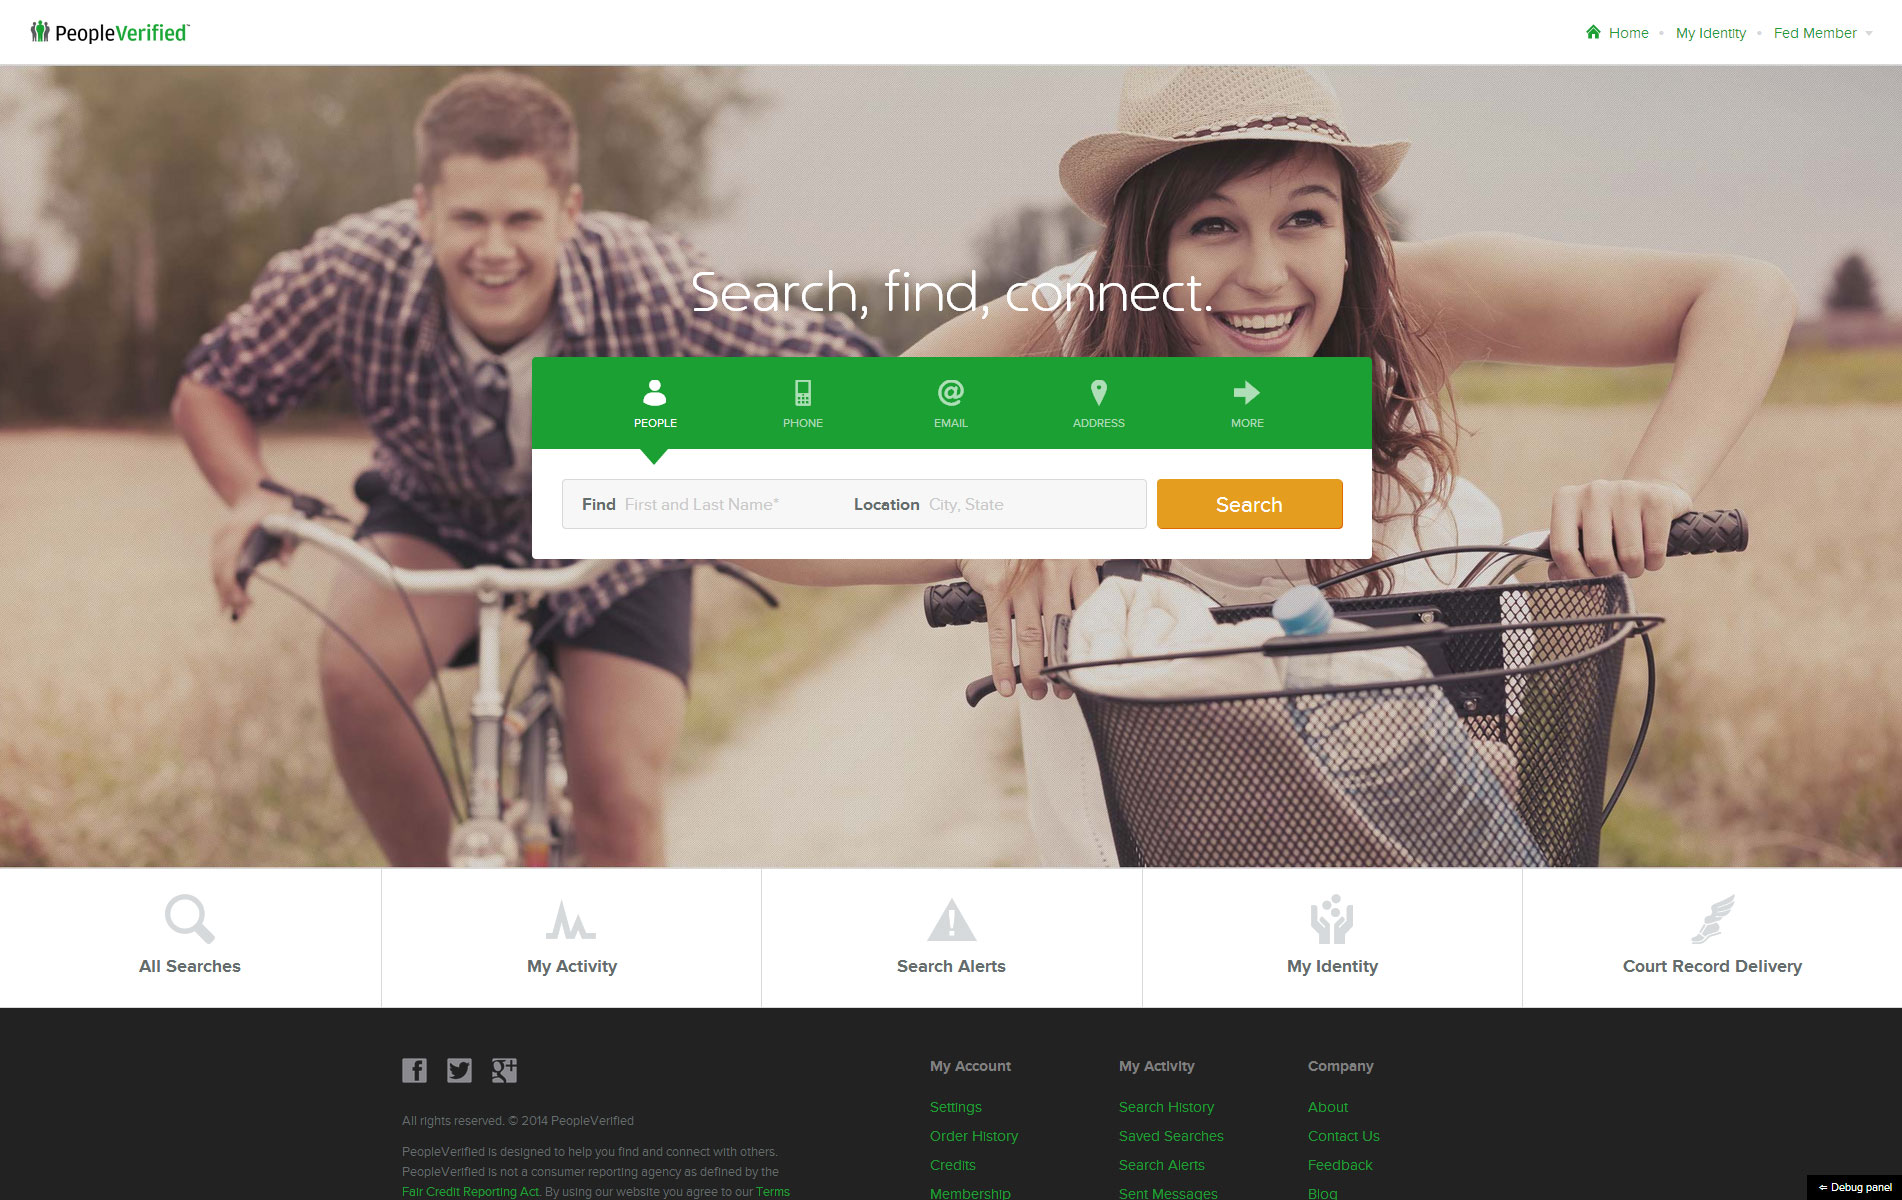 PeopleVerified™
Home • My Identity • Fed Member
Search, find, connect.
PEOPLE
PHONE
EMAIL
ADDRESS
MORE
Find First and Last Name*
Location City, State
Search
All Searches
My Activity
Search Alerts
My Identity
Court Record Delivery
All rights reserved. © 2014 PeopleVerified
PeopleVerified is designed to help you find and connect with others.
PeopleVerified is not a consumer reporting agency as defined by the
Fair Credit Reporting Act. By using our website you agree to our Terms
My Account
Settings
Order History
Credits
Membership
My Activity
Search History
Saved Searches
Search Alerts
Sent Messages
Company
About
Contact Us
Feedback
Blog
⇐ Debug panel